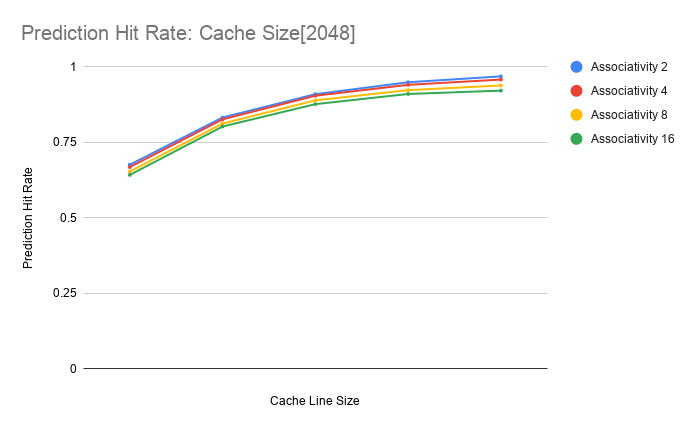 Prediction Hit Rate: Cache Size[2048]
Associativity 2
Associativity 4
Associativity 8
Associativity 16
Prediction Hit Rate
1
0.75
0.5
0.25
0
Cache Line Size